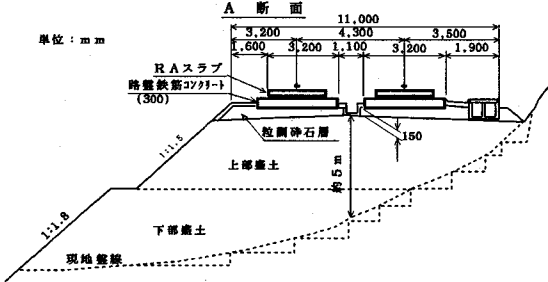 A 断面
単位:mm
11,000
3,200 4,300 3,500
1,600 3,200 1,100 3,200 1,900
RAスラブ
路盤鉄筋コンクリート
(300)
粒調砕石層
150
1:1.5
上部盛土
約5m
1:1.8
下部盛土
現地盤線